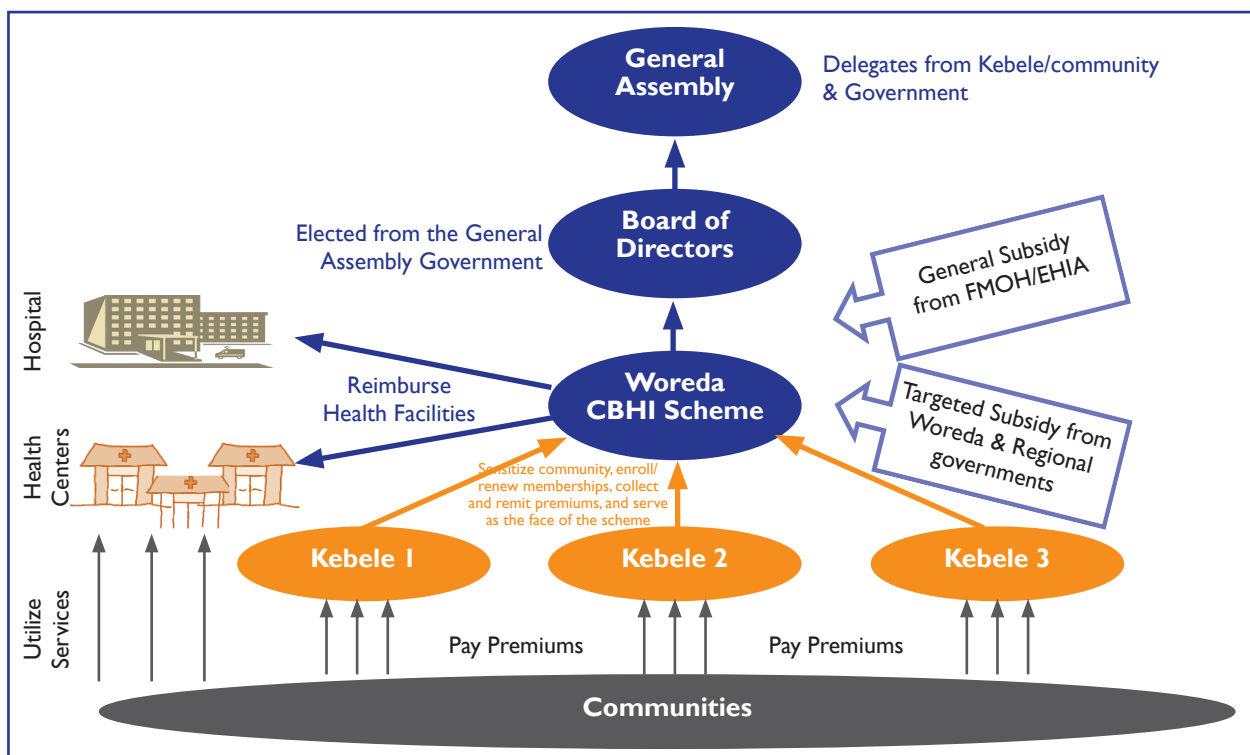 General
Assembly
Delegates from Kebele/community
& Government
Board of
Directors
Elected from the General
Assembly Government
General Subsidy
from FMOH/EHIA
Hospital
Woreda
CBHI Scheme
Reimburse
Health Facilities
Targeted Subsidy from
Woreda & Regional
governments
Health
Centers
Sensitize community, enroll/
renew memberships, collect
and remit premiums, and serve
as the face of the scheme
Kebele 1
Kebele 2
Kebele 3
Utilize
Services
Pay Premiums
Pay Premiums
Communities